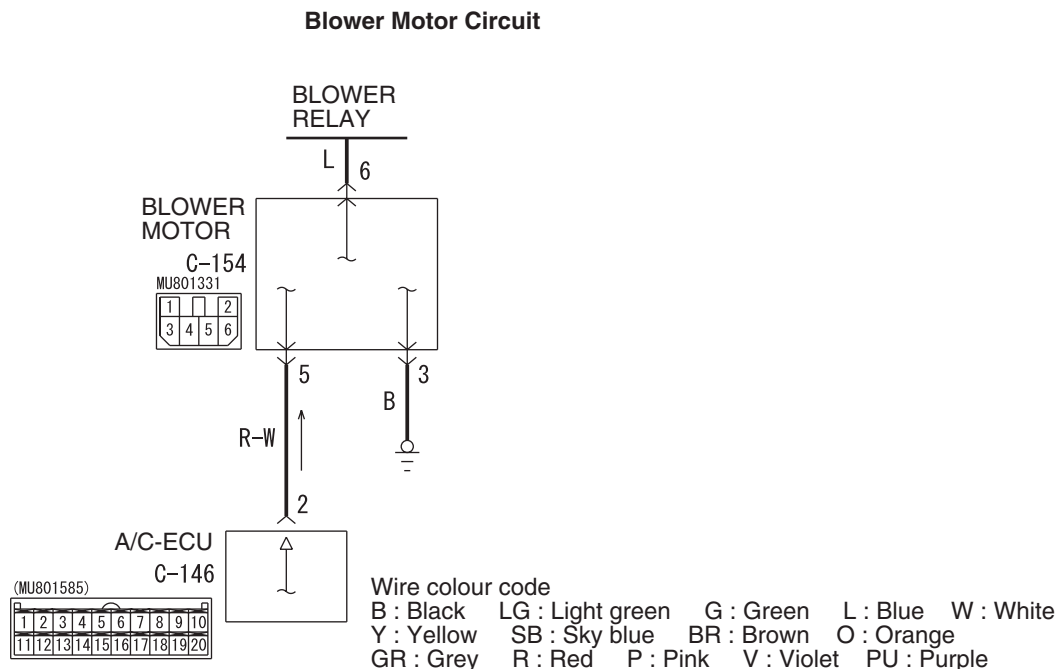 Blower Motor Circuit
BLOWER
RELAY
L
6
BLOWER
MOTOR
C-154
MU801331
1 2
3 4 5 6
5
3
B
R-W
2
A/C-ECU
C-146
(MU801585)
1 2 3 4 5 6 7 8 9 10
11 12 13 14 15 16 17 18 19 20
Wire colour code
B : Black LG : Light green G : Green L : Blue W : White
Y : Yellow SB : Sky blue BR : Brown O : Orange
GR : Grey R : Red P : Pink V : Violet PU : Purple